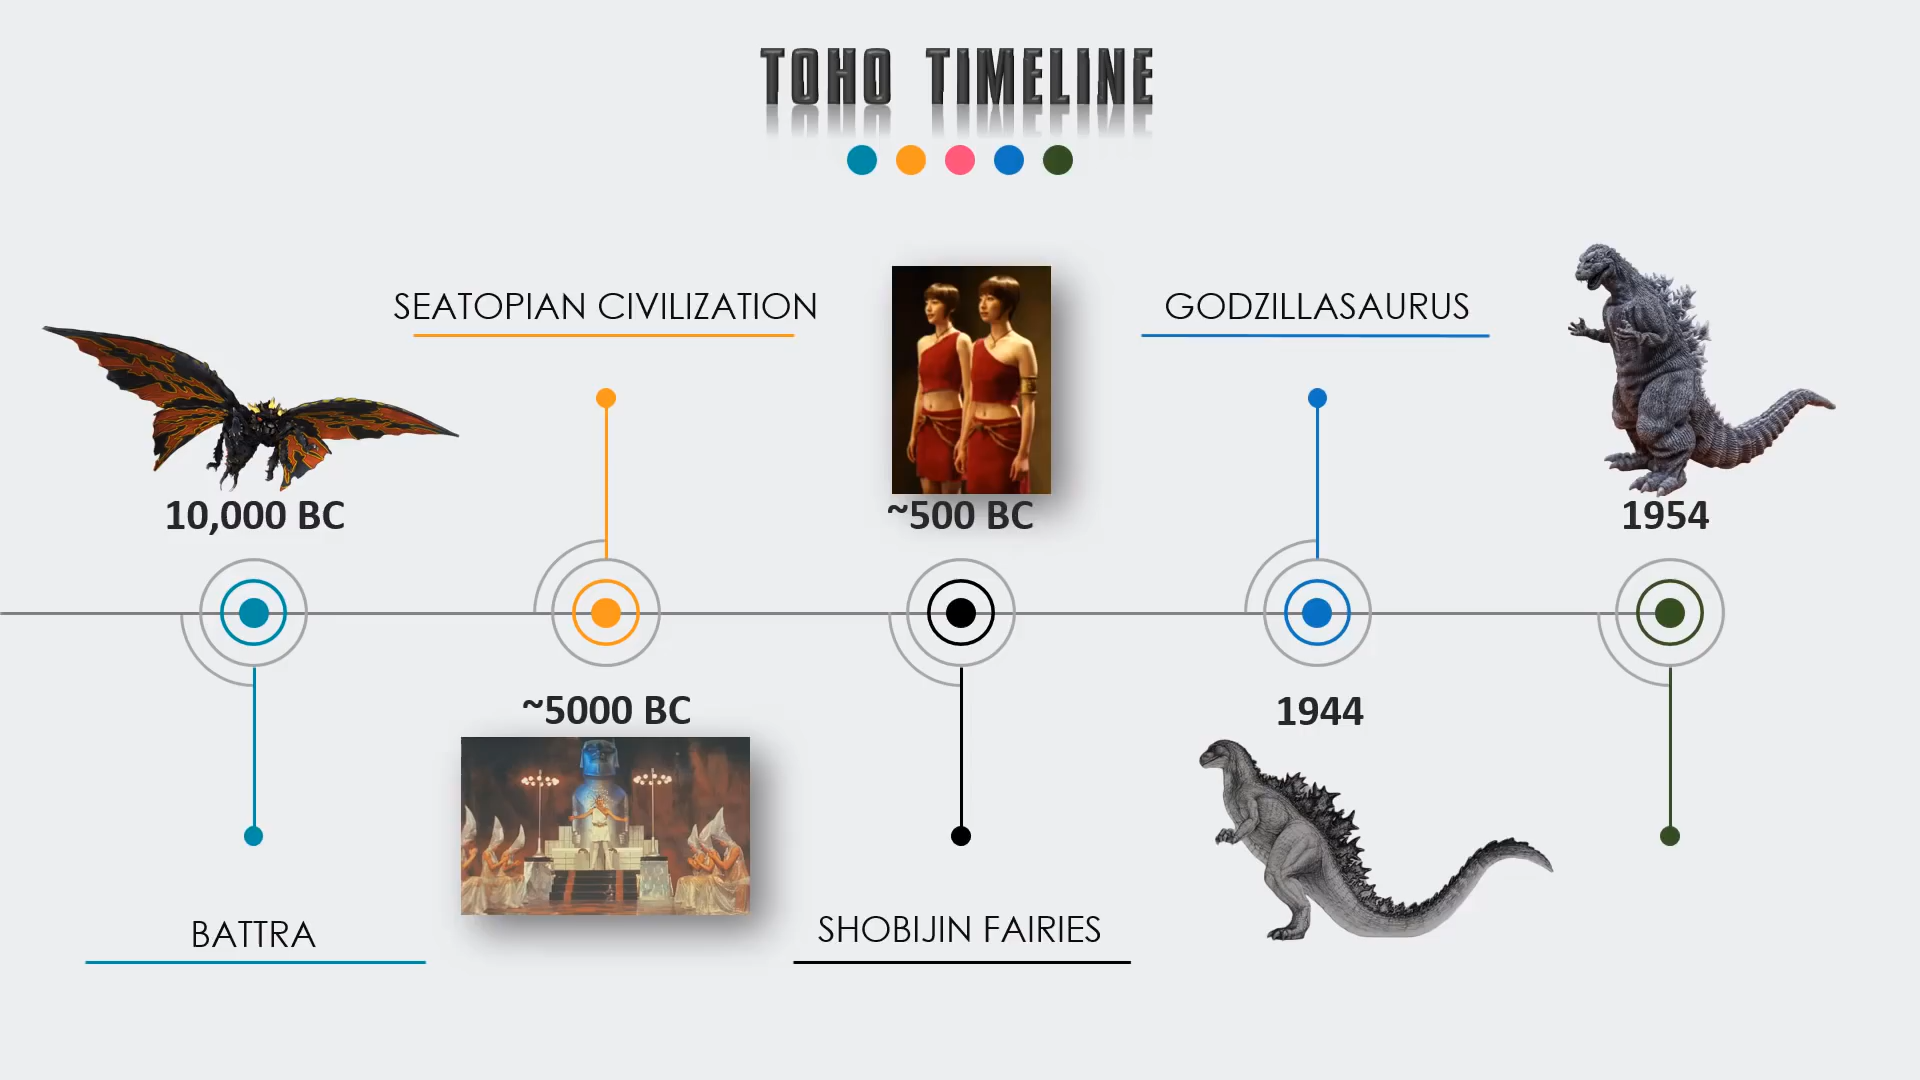 TOHO TIMELINE
SEATOPIAN CIVILIZATION
GODZILLASAURUS
10,000 BC
~500 BC
1954
~5000 BC
1944
BATTRA
SHOBIJIN FAIRIES